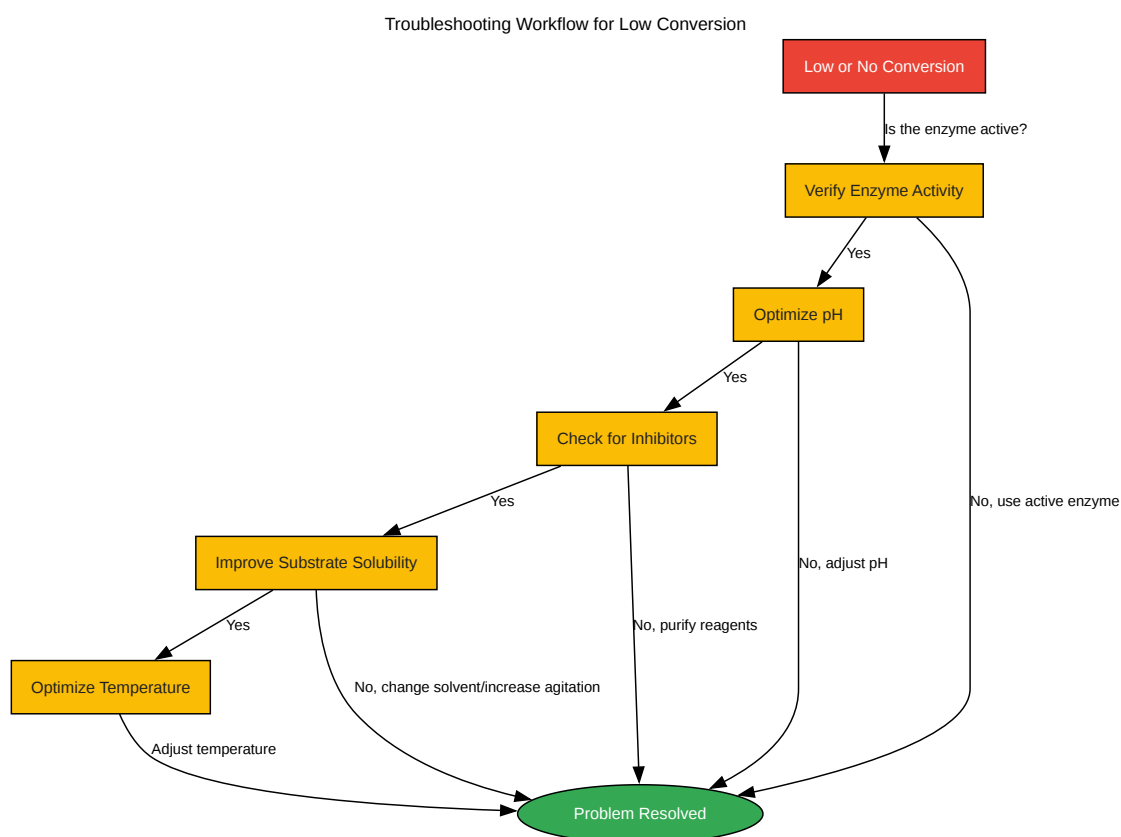 Troubleshooting Workflow for Low Conversion
Low or No Conversion
Is the enzyme active?
Verify Enzyme Activity
Yes
Optimize pH
Yes
Check for Inhibitors
Yes
No, use active enzyme
Improve Substrate Solubility
No, adjust pH
Yes
No, purify reagents
Optimize Temperature
No, change solvent/increase agitation
Adjust temperature
Problem Resolved